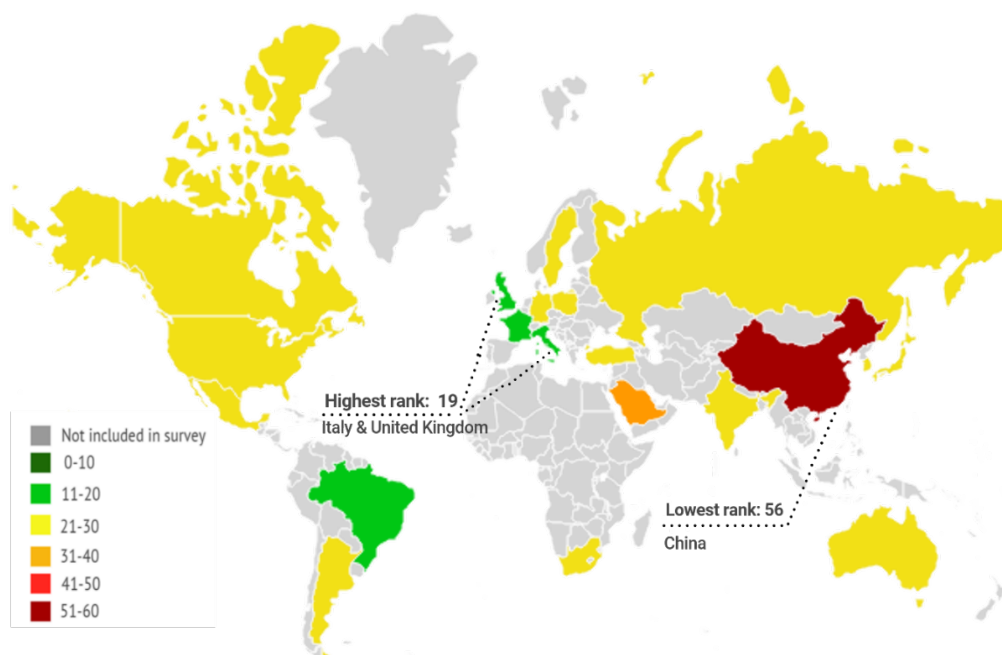 Highest rank: 19
Italy & United Kingdom
Not included in survey
0-10
11-20
21-30
31-40
41-50
51-60
Lowest rank: 56
China